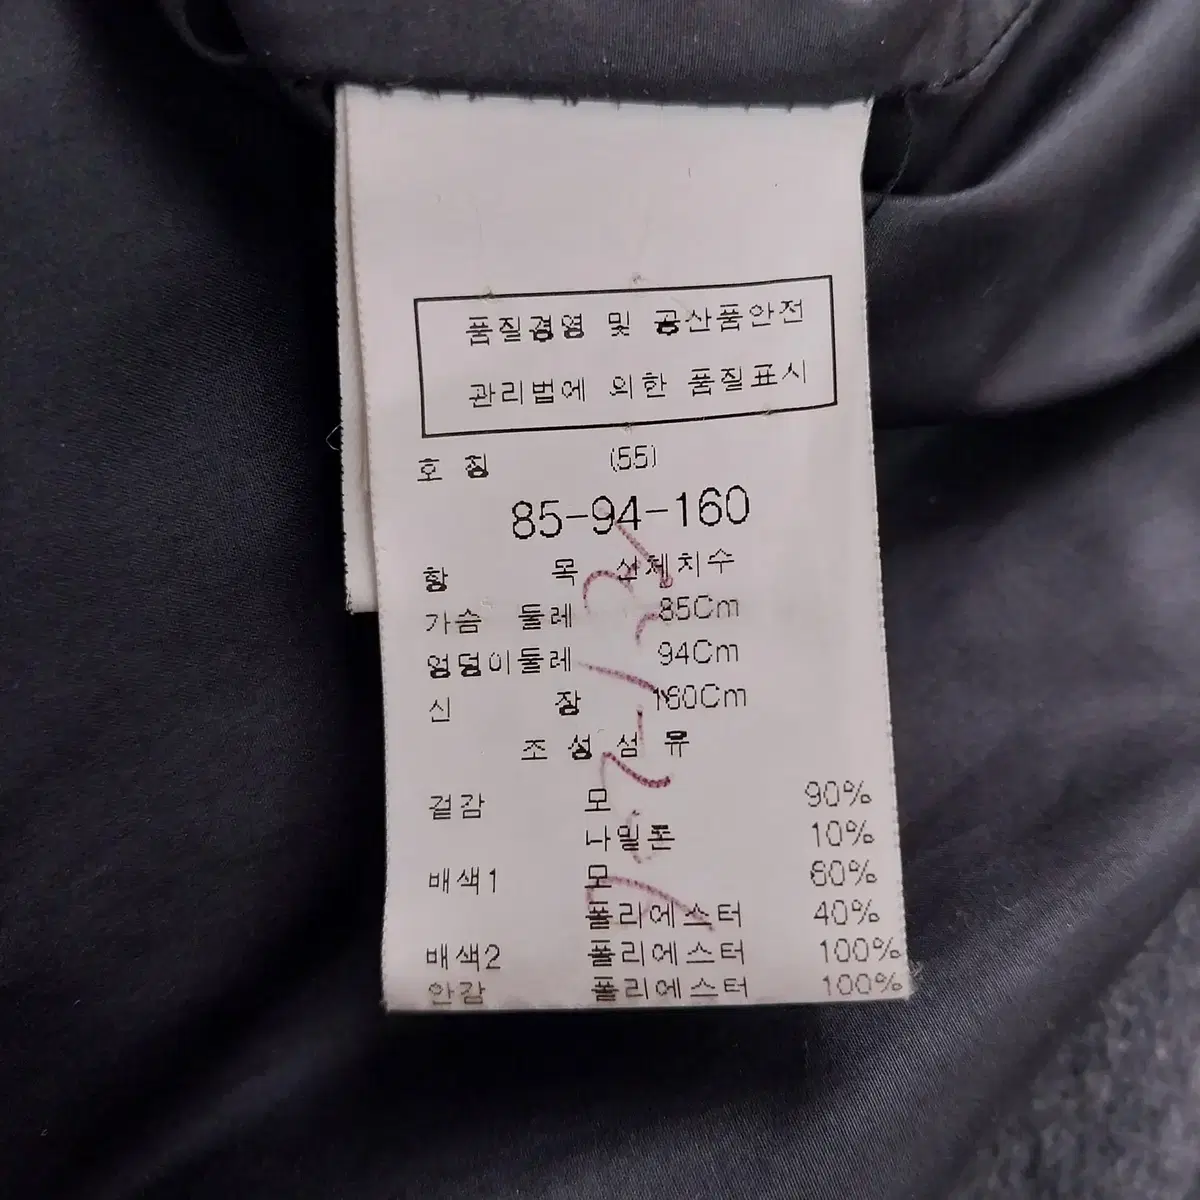 품질경영 및 공산품안전
관리법에 의한 품질표시
호 칭 (55)
85-94-160
항 목 신체치수
가슴 둘레 85Cm
엉덩이둘레 94Cm
신 장 160Cm
조 성 섬 유
겉감 모 90%
나일론 10%
배색1 모 60%
폴리에스터 40%
배색2 폴리에스터 100%
안감 폴리에스터 100%